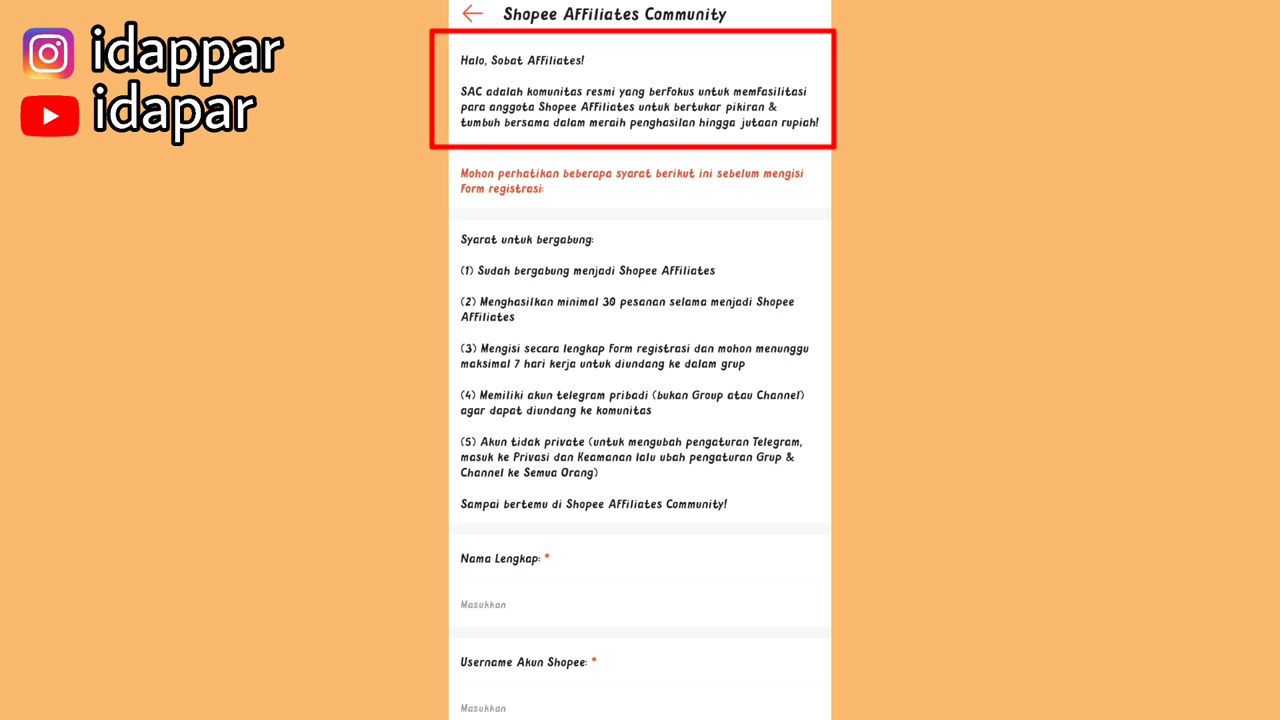 idappar
idapar
Shopee Affiliates Community
Halo, Sobat Affiliates!
SAC adalah komunitas resmi yang berfokus untuk memfasilitasi
para anggota Shopee Affiliates untuk bertukar pikiran &
tumbuh bersama dalam meraih penghasilan hingga jutaan rupiah!
Mohon perhatikan beberapa syarat berikut ini sebelum mengisi
form registrasi:
Syarat untuk bergabung:
(1) Sudah bergabung menjadi Shopee Affiliates
(2) Menghasilkan minimal 30 pesanan selama menjadi Shopee
Affiliates
(3) Mengisi secara lengkap form registrasi dan mohon menunggu
maksimal 7 hari kerja untuk diundang ke dalam grup
(4) Memiliki akun telegram pribadi (bukan Group atau Channel)
agar dapat diundang ke komunitas
(5) Akun tidak private (untuk mengubah pengaturan Telegram,
masuk ke Privasi dan Keamanan lalu ubah pengaturan Grup &
Channel ke Semua Orang)
Sampai bertemu di Shopee Affiliates Community!
Nama Lengkap: *
Masukkan
Username Akun Shopee: *
Masukkan